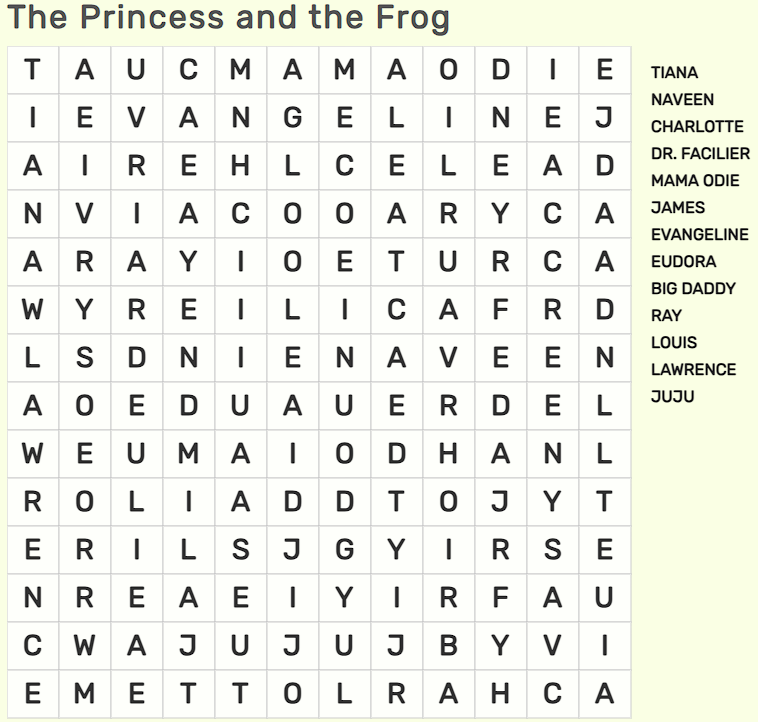 The Princess and the Frog
T A U C M A M A O D I E
I E V A N G E L I N E J
A I R E H L C E L E A D
N V I A C O O A R Y C A
A R A Y I O E T U R C A
W Y R E I L I C A F R D
L S D N I E N A V E E N
A O E D U A U E R D E L
W E U M A I O D H A N L
R O L I A D D T O J Y T
E R I L S J G Y I R S E
N R E A E I Y I R F A U
C W A J U J U J B Y V I
E M E T T O L R A H C A
TIANA
NAVEEN
CHARLOTTE
DR. FACILIER
MAMA ODIE
JAMES
EVANGELINE
EUDORA
BIG DADDY
RAY
LOUIS
LAWRENCE
JUJU